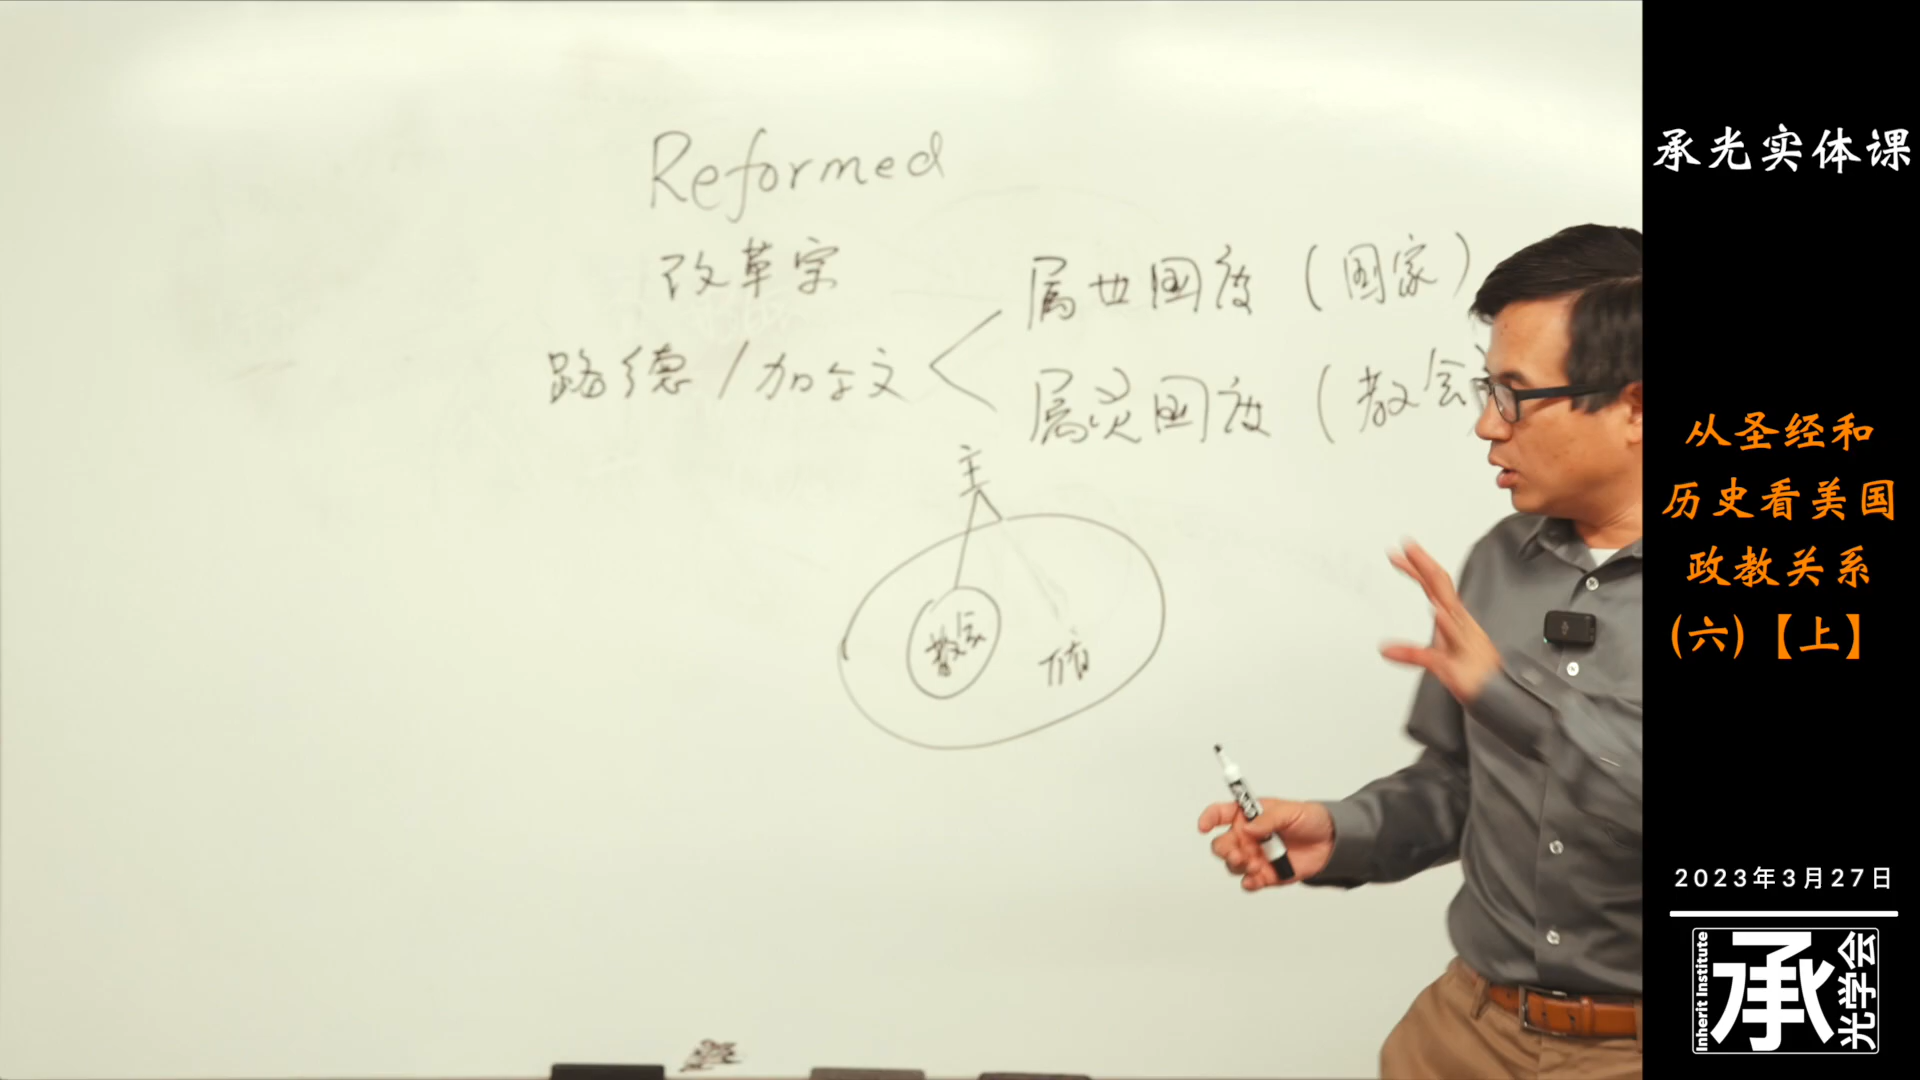 Reformed
改革宗
路德/加尔文
属世国度(国家)
属灵国度(教会
主
教会
承光实体课
从圣经和
历史看美国
政教关系
(六)【上】
2023年3月27日
Inherit Institute
承
光学会